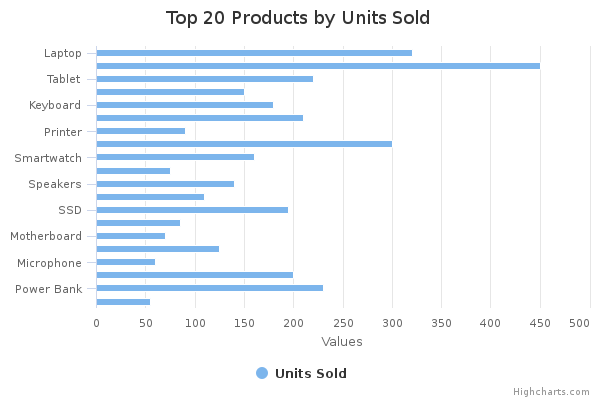 Top 20 Products by Units Sold
Laptop
Tablet
Keyboard
Printer
Smartwatch
Speakers
SSD
Motherboard
Microphone
Power Bank
0 50 100 150 200 250 300 350 400 450 500
Values
Units Sold
Highcharts.com